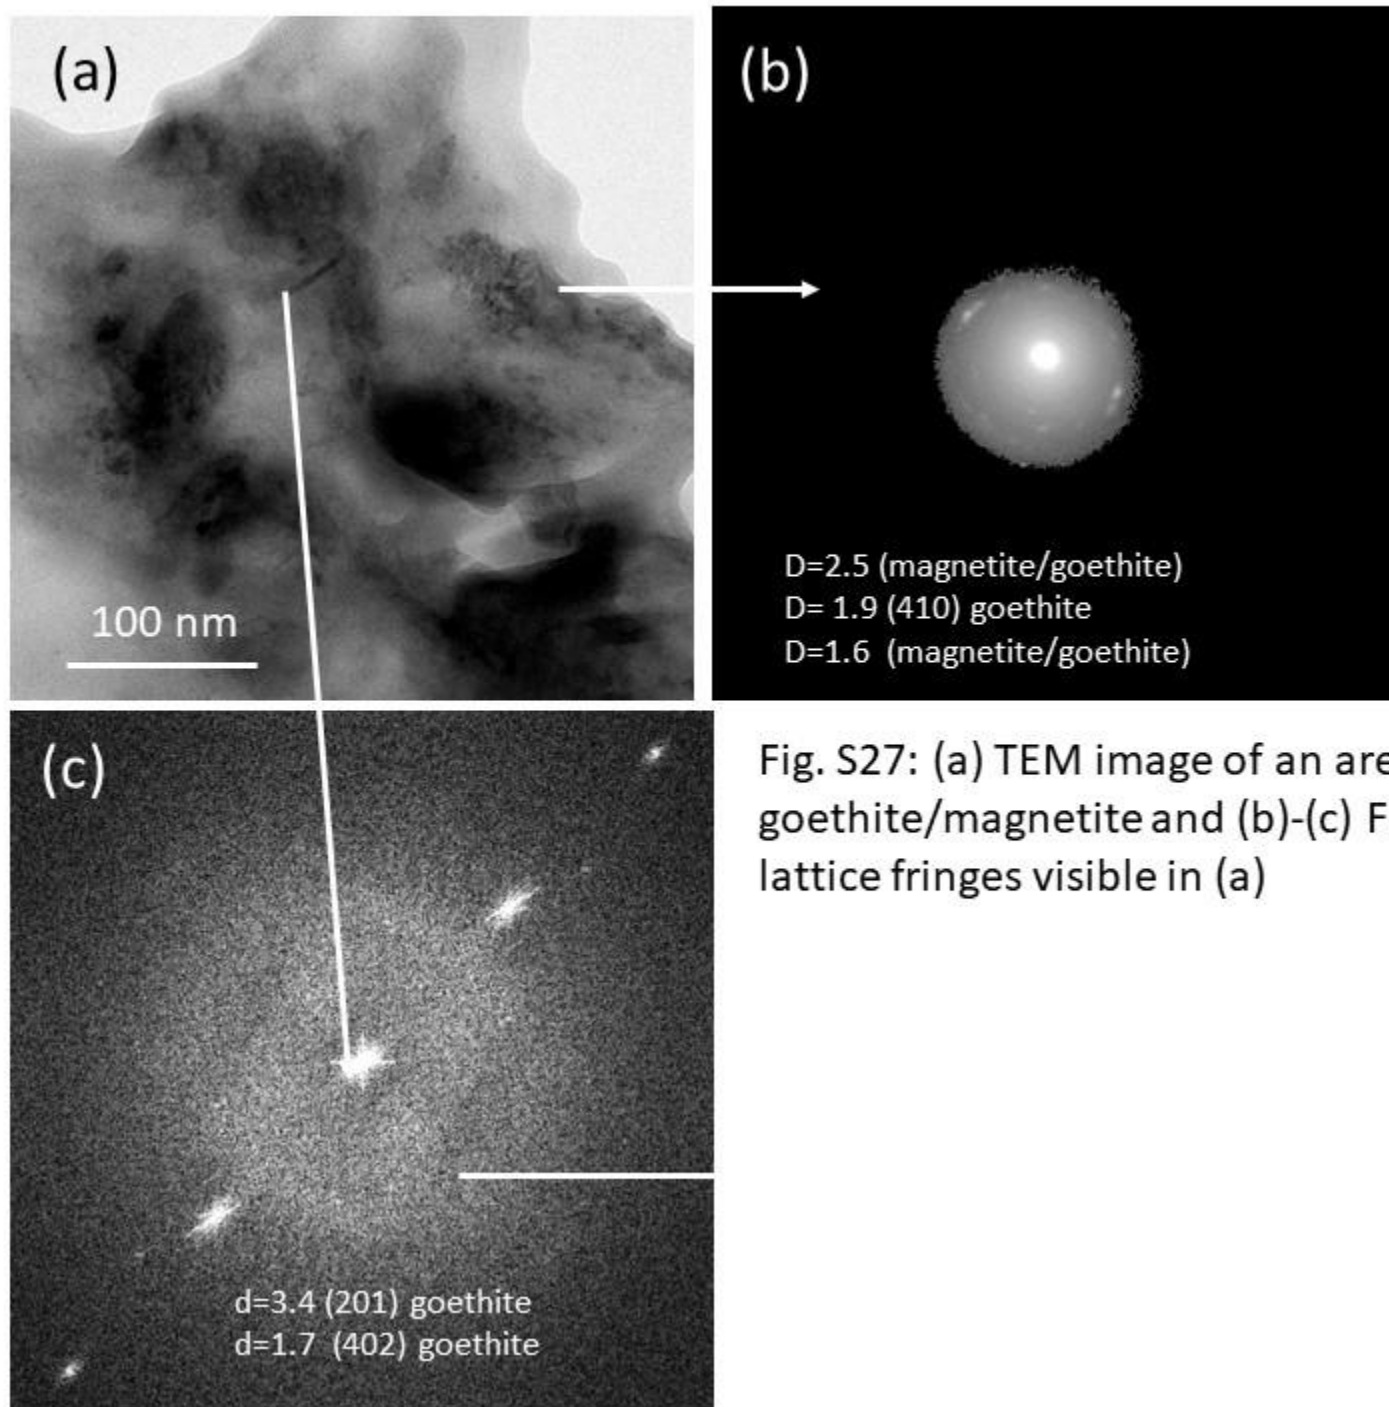 (a)
100 nm
(b)
D=2.5 (magnetite/goethite)
D= 1.9 (410) goethite
D=1.6  (magnetite/goethite)
(c)
d=3.4 (201) goethite
d=1.7  (402) goethite
Fig. S27: (a) TEM image of an
goethite/magnetite and (b)-(c)
lattice fringes visible in (a)